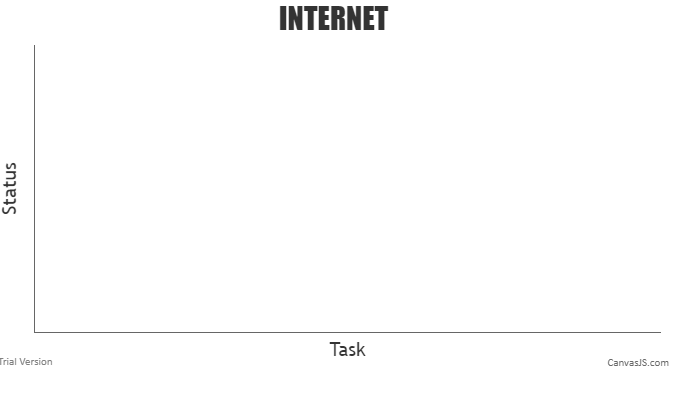 INTERNET
Status
Task
Trial Version
CanvasJS.com